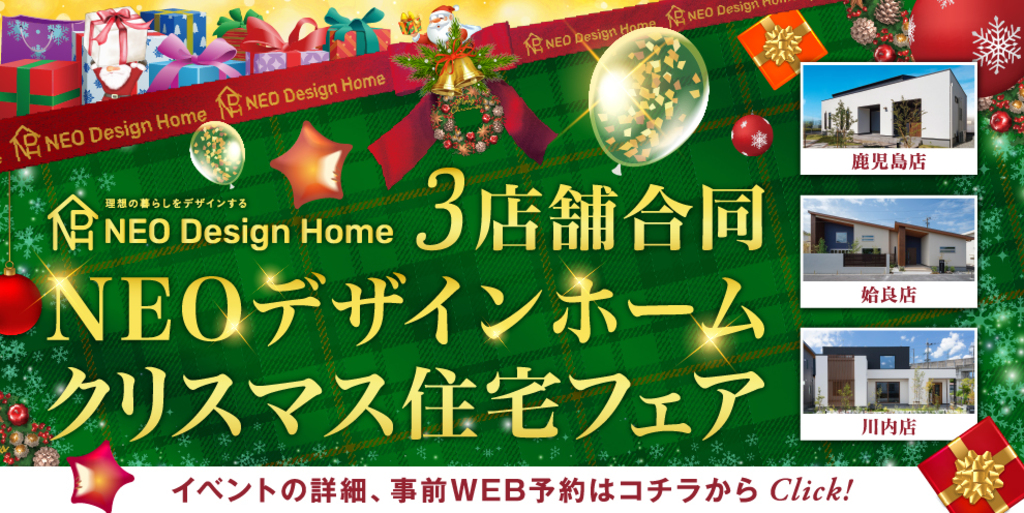 NEO Design Home
NEO Design Home
NEO Design Home
NEO Design Home
理想の暮らしをデザインする
NEO Design Home
3店舗合同
NEOデザインホーム
クリスマス住宅フェア
鹿児島店
姶良店
川内店
イベントの詳細、事前WEB予約はコチラから Click!